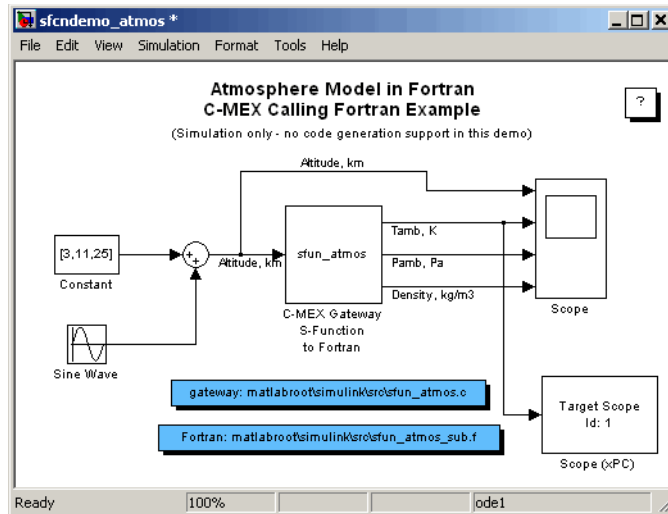 sfcndemo_atmos *
File Edit View Simulation Format Tools Help
Atmosphere Model in Fortran
C-MEX Calling Fortran Example
(Simulation only - no code generation support in this demo)
?
Altitude, km
[3,11,25]
Constant
+
+
Altitude, km
sfun_atmos
Tamb, K
Pamb, Pa
Density, kg/m3
C-MEX Gateway
S-Function
to Fortran
Scope
Sine Wave
gateway: matlabroot\simulink\src\sfun_atmos.c
Fortran: matlabroot\simulink\src\sfun_atmos_sub.f
Target Scope
Id: 1
Scope (xPC)
Ready 100% ode1